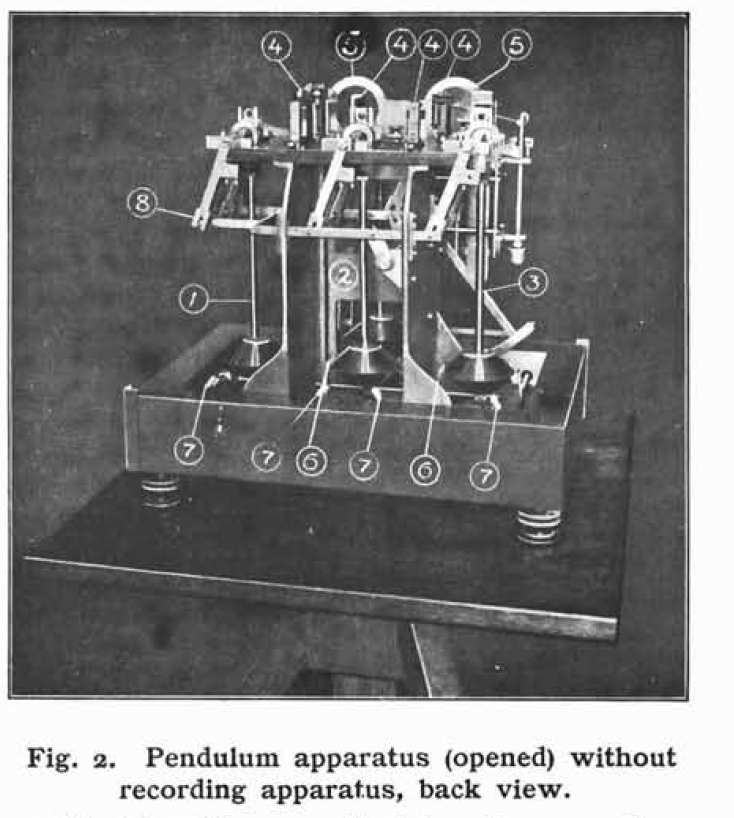 4 5 4 4 4 5
8
2
1 3
7 7 6 7 6 7
Fig. 2. Pendulum apparatus (opened) without
recording apparatus, back view.